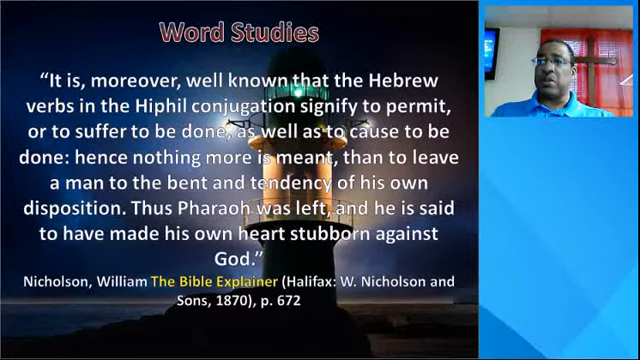 Word Studies
“It is, moreover, well known that the Hebrew
verbs in the Hiphil conjugation signify to permit,
or to suffer to be done, as well as to cause to be
done: hence nothing more is meant, than to leave
a man to the bent and tendency of his own
disposition. Thus Pharaoh was left, and he is said
to have made his own heart stubborn against
God.”
Nicholson, William The Bible Explainer (Halifax: W. Nicholson and
Sons, 1870), p. 672